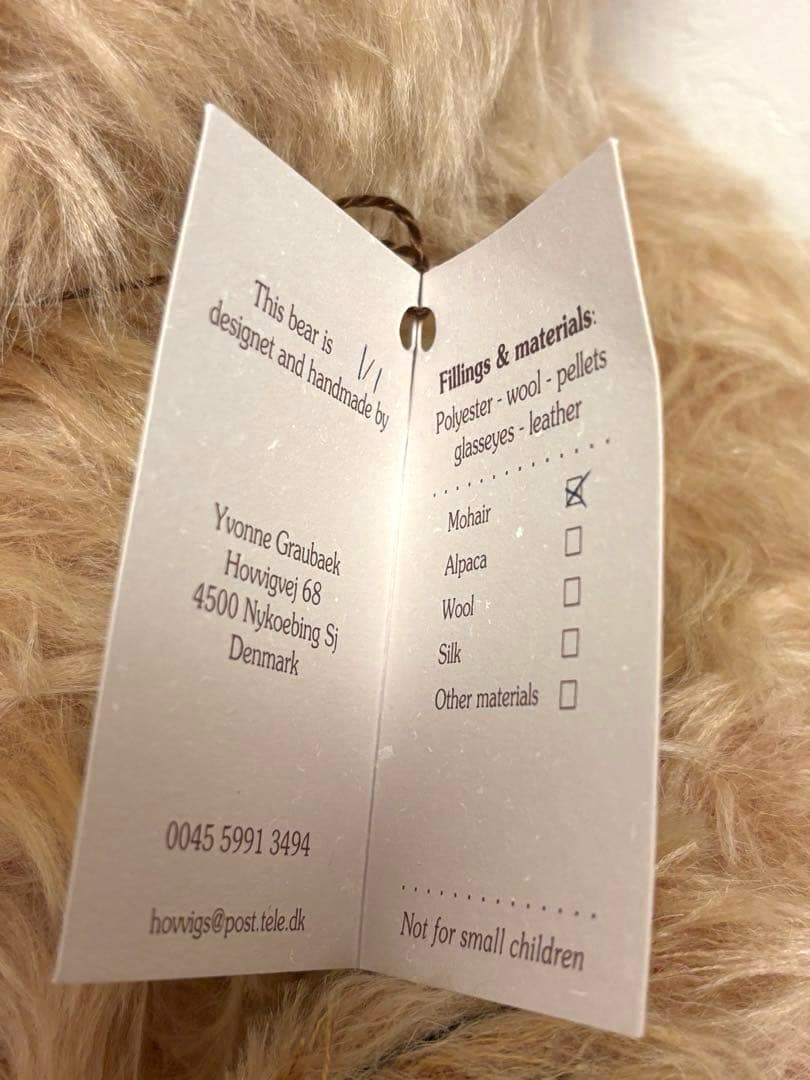 This bear is 1/1
designet and handmade by
Yvonne Graubaek
Hovvigvej 68
4500 Nykoebing Sj
Denmark
0045 5991 3494
hovvigs@post.tele.dk
Fillings & materials:
Polyester - wool - pellets
glasseyes - leather
Mohair
Alpaca
Wool
Silk
Other materials
Not for small children